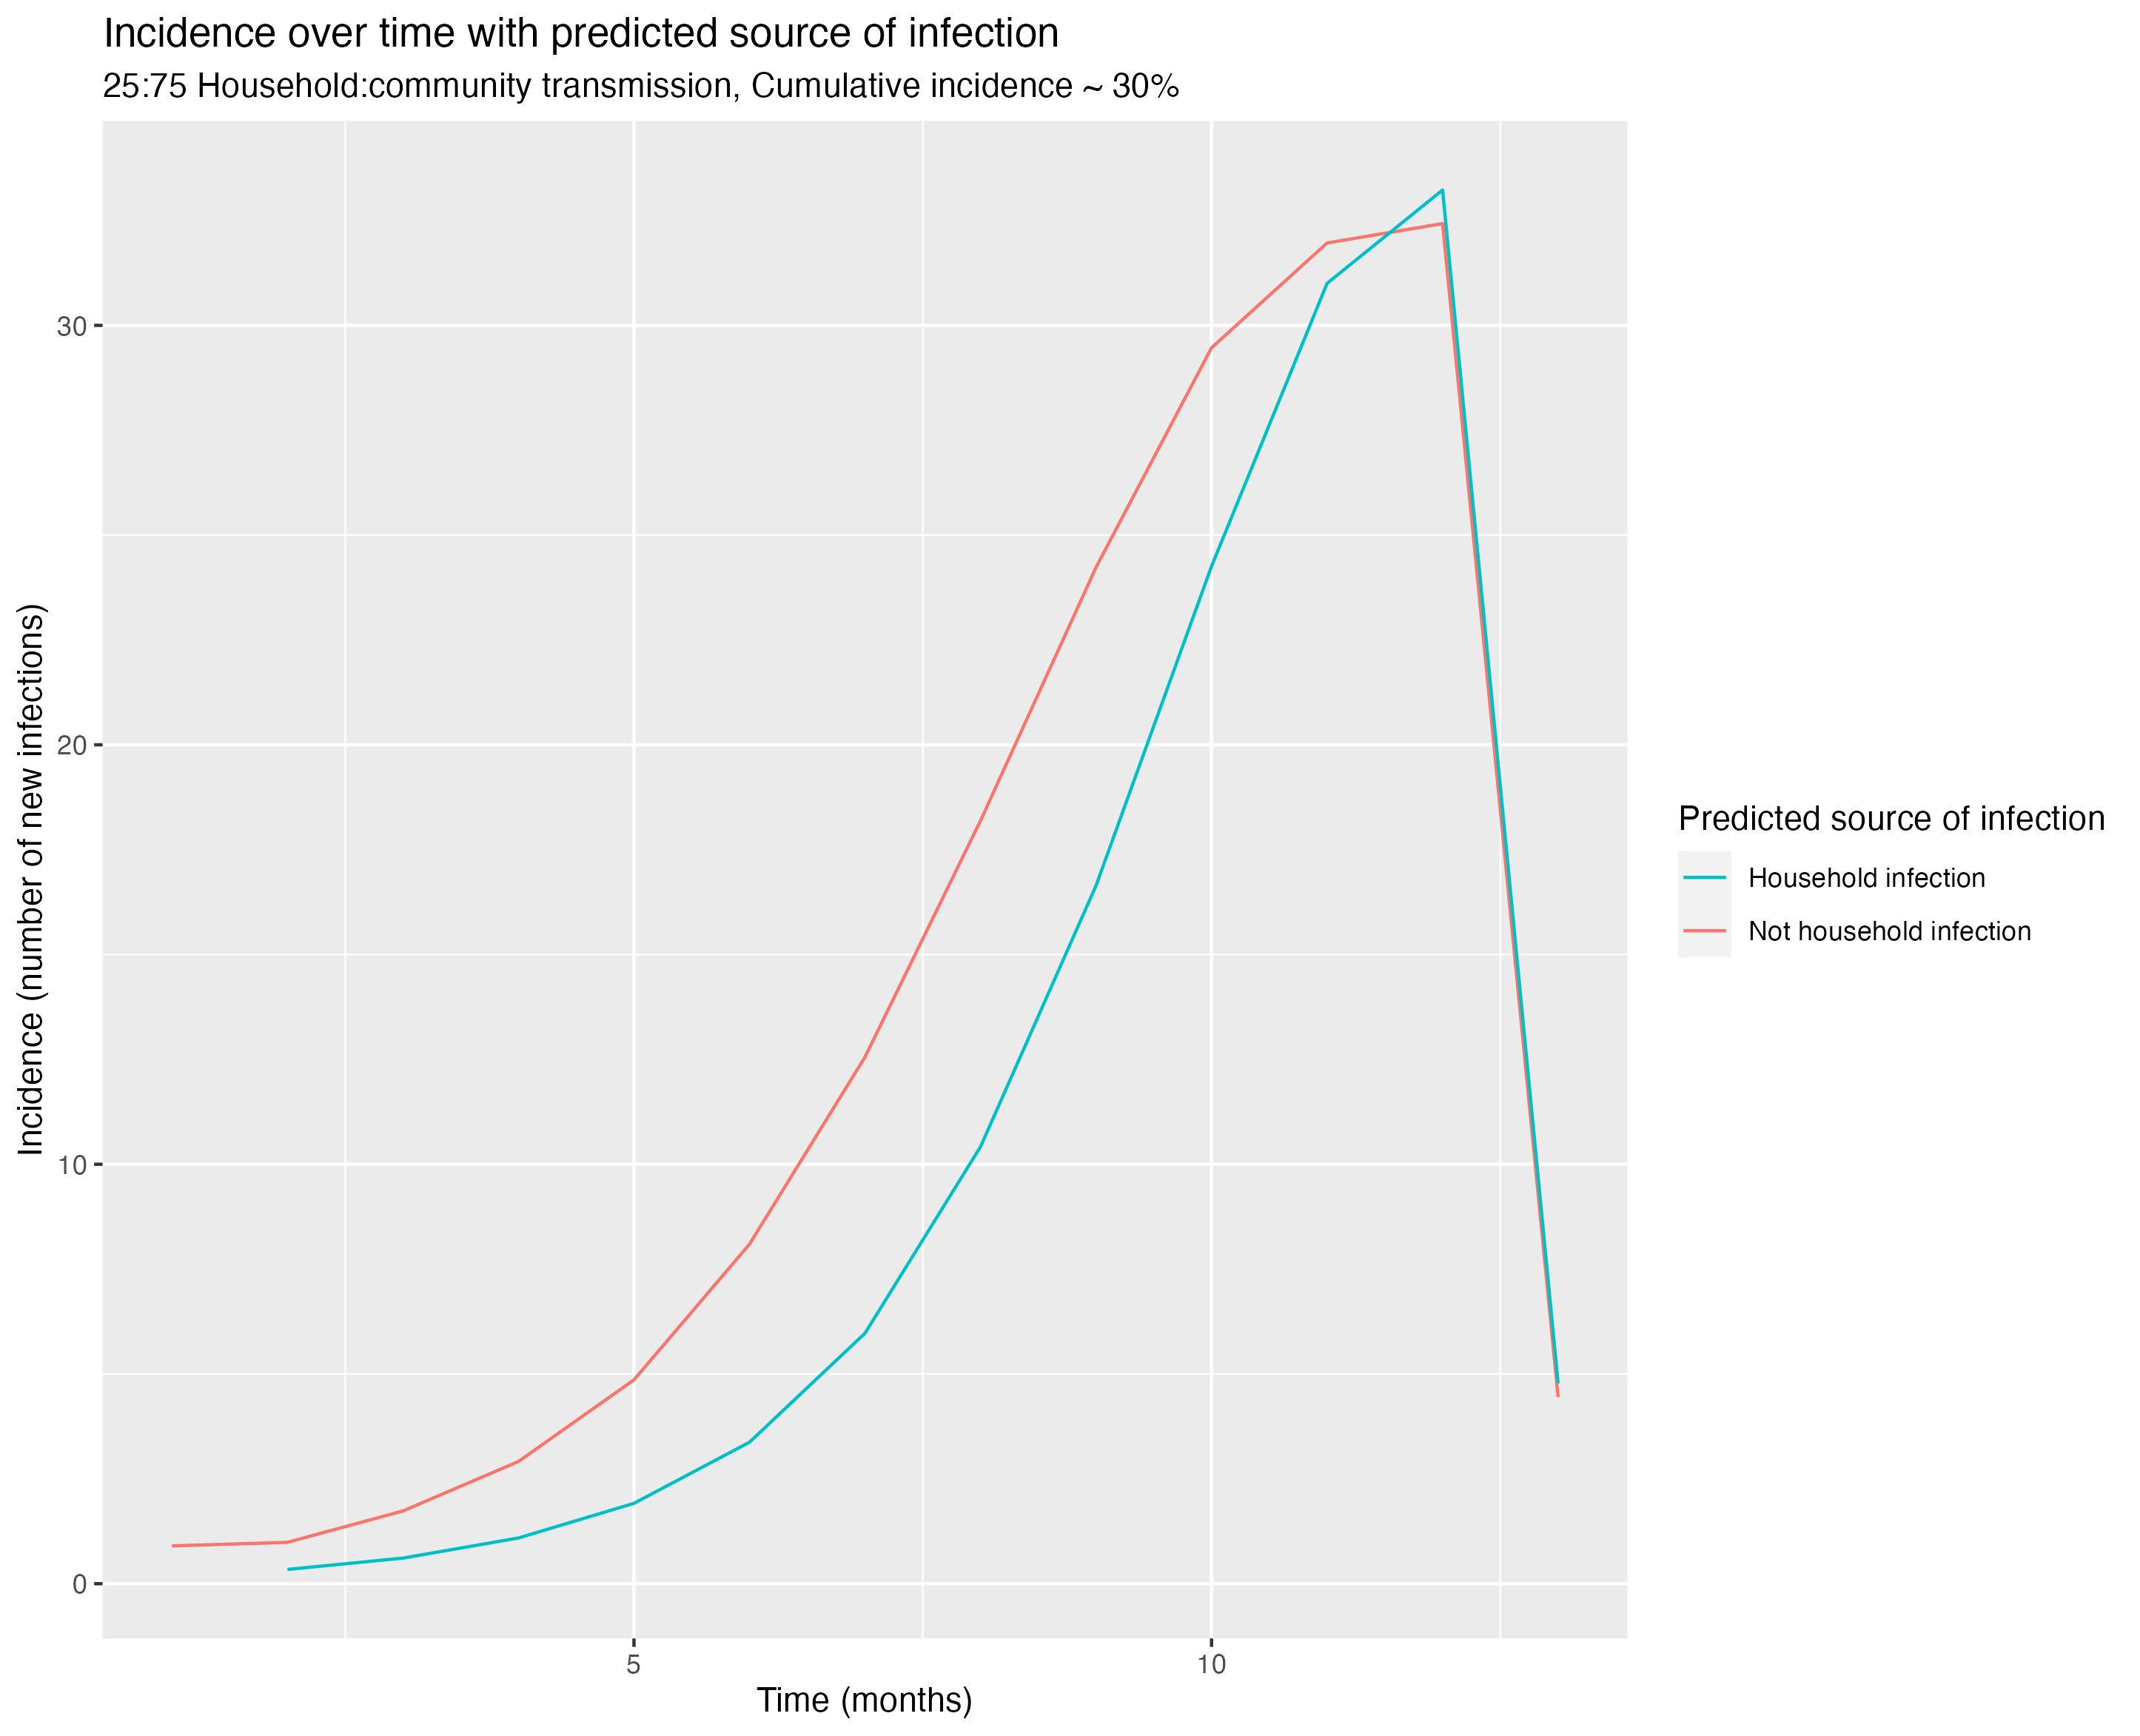 Incidence over time with predicted source of infection
25:75 Household:community transmission, Cumulative incidence ~ 30%
Incidence (number of new infections)
30
20
10
0
5
10
Time (months)
Predicted source of infection
Household infection
Not household infection